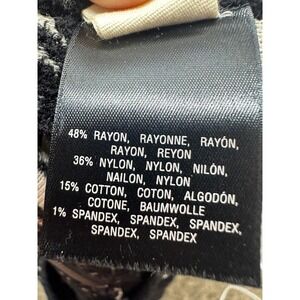 48% RAYON, RAYONNE, RAYÓN,
RAYON, REYON
36% NYLON, NYLON, NILÓN,
NAILON, NYLON
15% COTTON, COTON, ALGODÓN,
COTONE, BAUMWOLLE
1% SPANDEX, SPANDEX, SPANDEX,
SPANDEX, SPANDEX